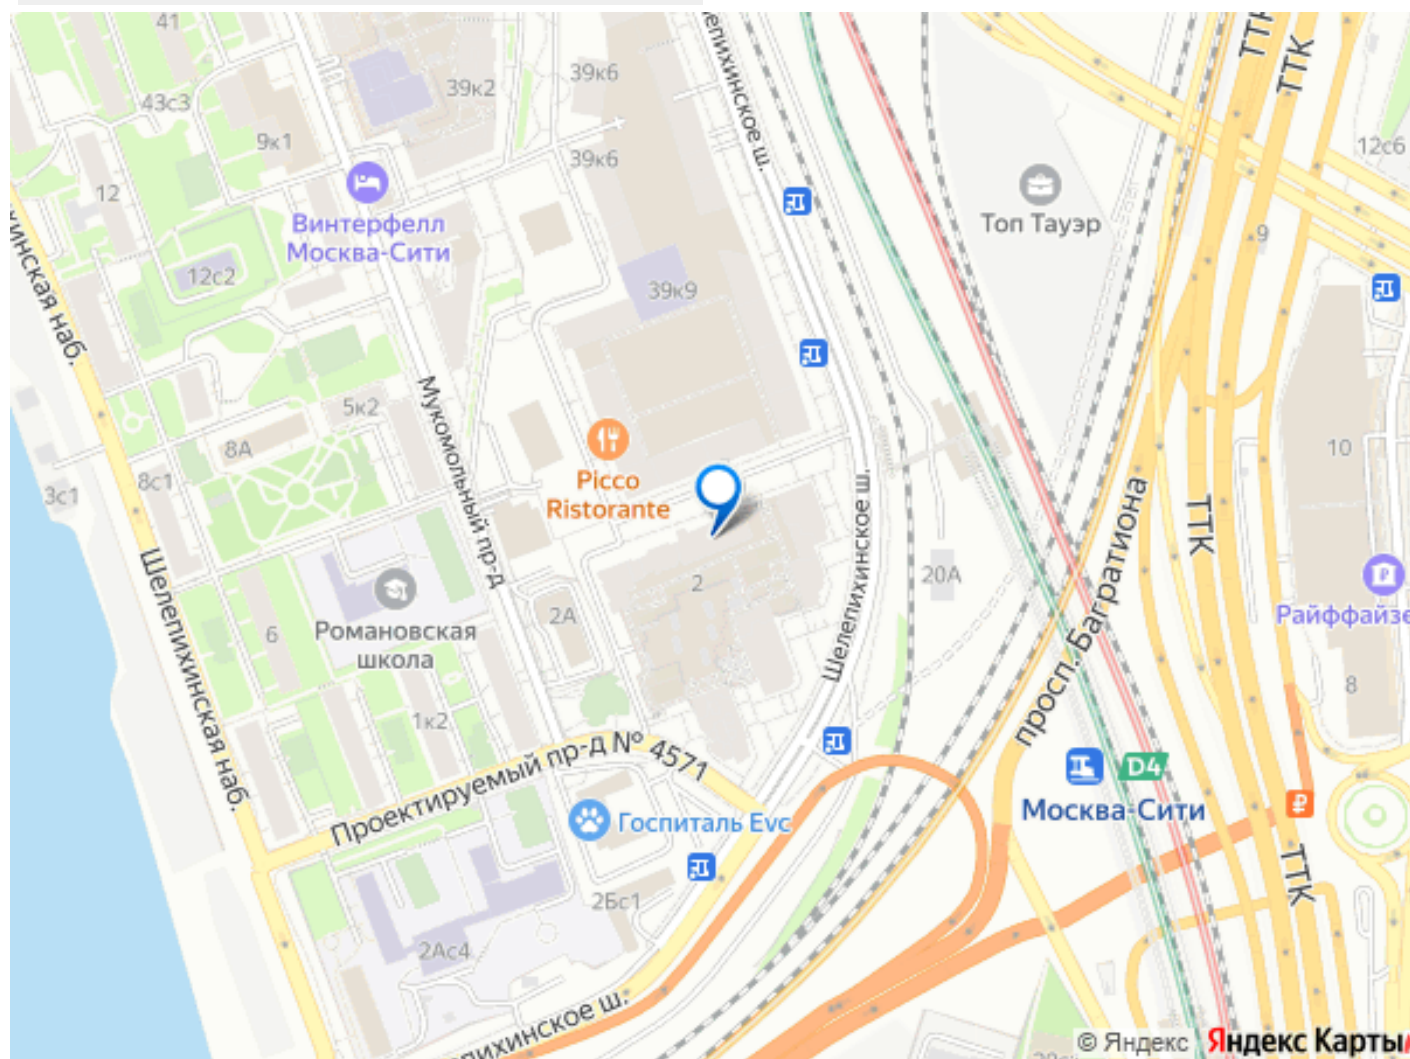 41
39к2
39к6
Шелепихинское ш.
ТТК
ТТК
43с3
9к1
39к6
12с6
12
Винтерфелл
Москва-Сити
Топ Тауэр
9
12с2
39к9
5к2
8А
Мукомольный пр-д
10
8с1
3с1
Picco
Ristorante
Шелепихинское ш.
ТТК
просп. Багратиона
Шелепихинская наб.
2
20А
2А
6
Романовская
школа
Райффайзе
1к2
8
Проектируемый пр-д № 4571
D4
Москва-Сити
Госпиталь Evc
ТТК
2Бс1
2Ас4
© Яндекс Яндекс Карты